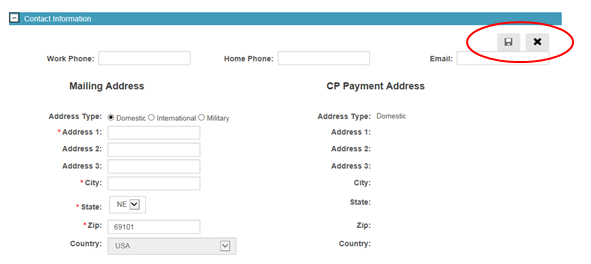 Contact Information
Work Phone: Home Phone: Email:
Mailing Address CP Payment Address
Address Type: Domestic International Military Address Type: Domestic
* Address 1: Address 1:
Address 2: Address 2:
Address 3: Address 3:
* City: City:
* State: NE State:
* Zip: 69101 Zip:
Country: USA Country: